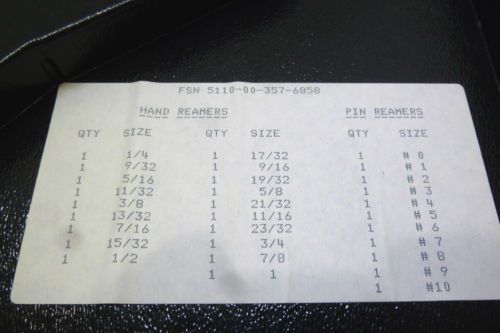 FSN 5110-00-357-6858
HAND REAMERS PIN REAMERS
QTY SIZE QTY SIZE QTY SIZE
1 1/4 1 17/32 1 # 0
1 9/32 1 9/16 1 # 1
1 5/16 1 19/32 1 # 2
1 11/32 1 5/8 1 # 3
1 3/8 1 21/32 1 # 4
1 13/32 1 11/16 1 # 5
1 7/16 1 23/32 1 # 6
1 15/32 1 3/4 1 # 7
1 1/2 1 7/8 1 # 8
1 1 1 # 9
1 #10